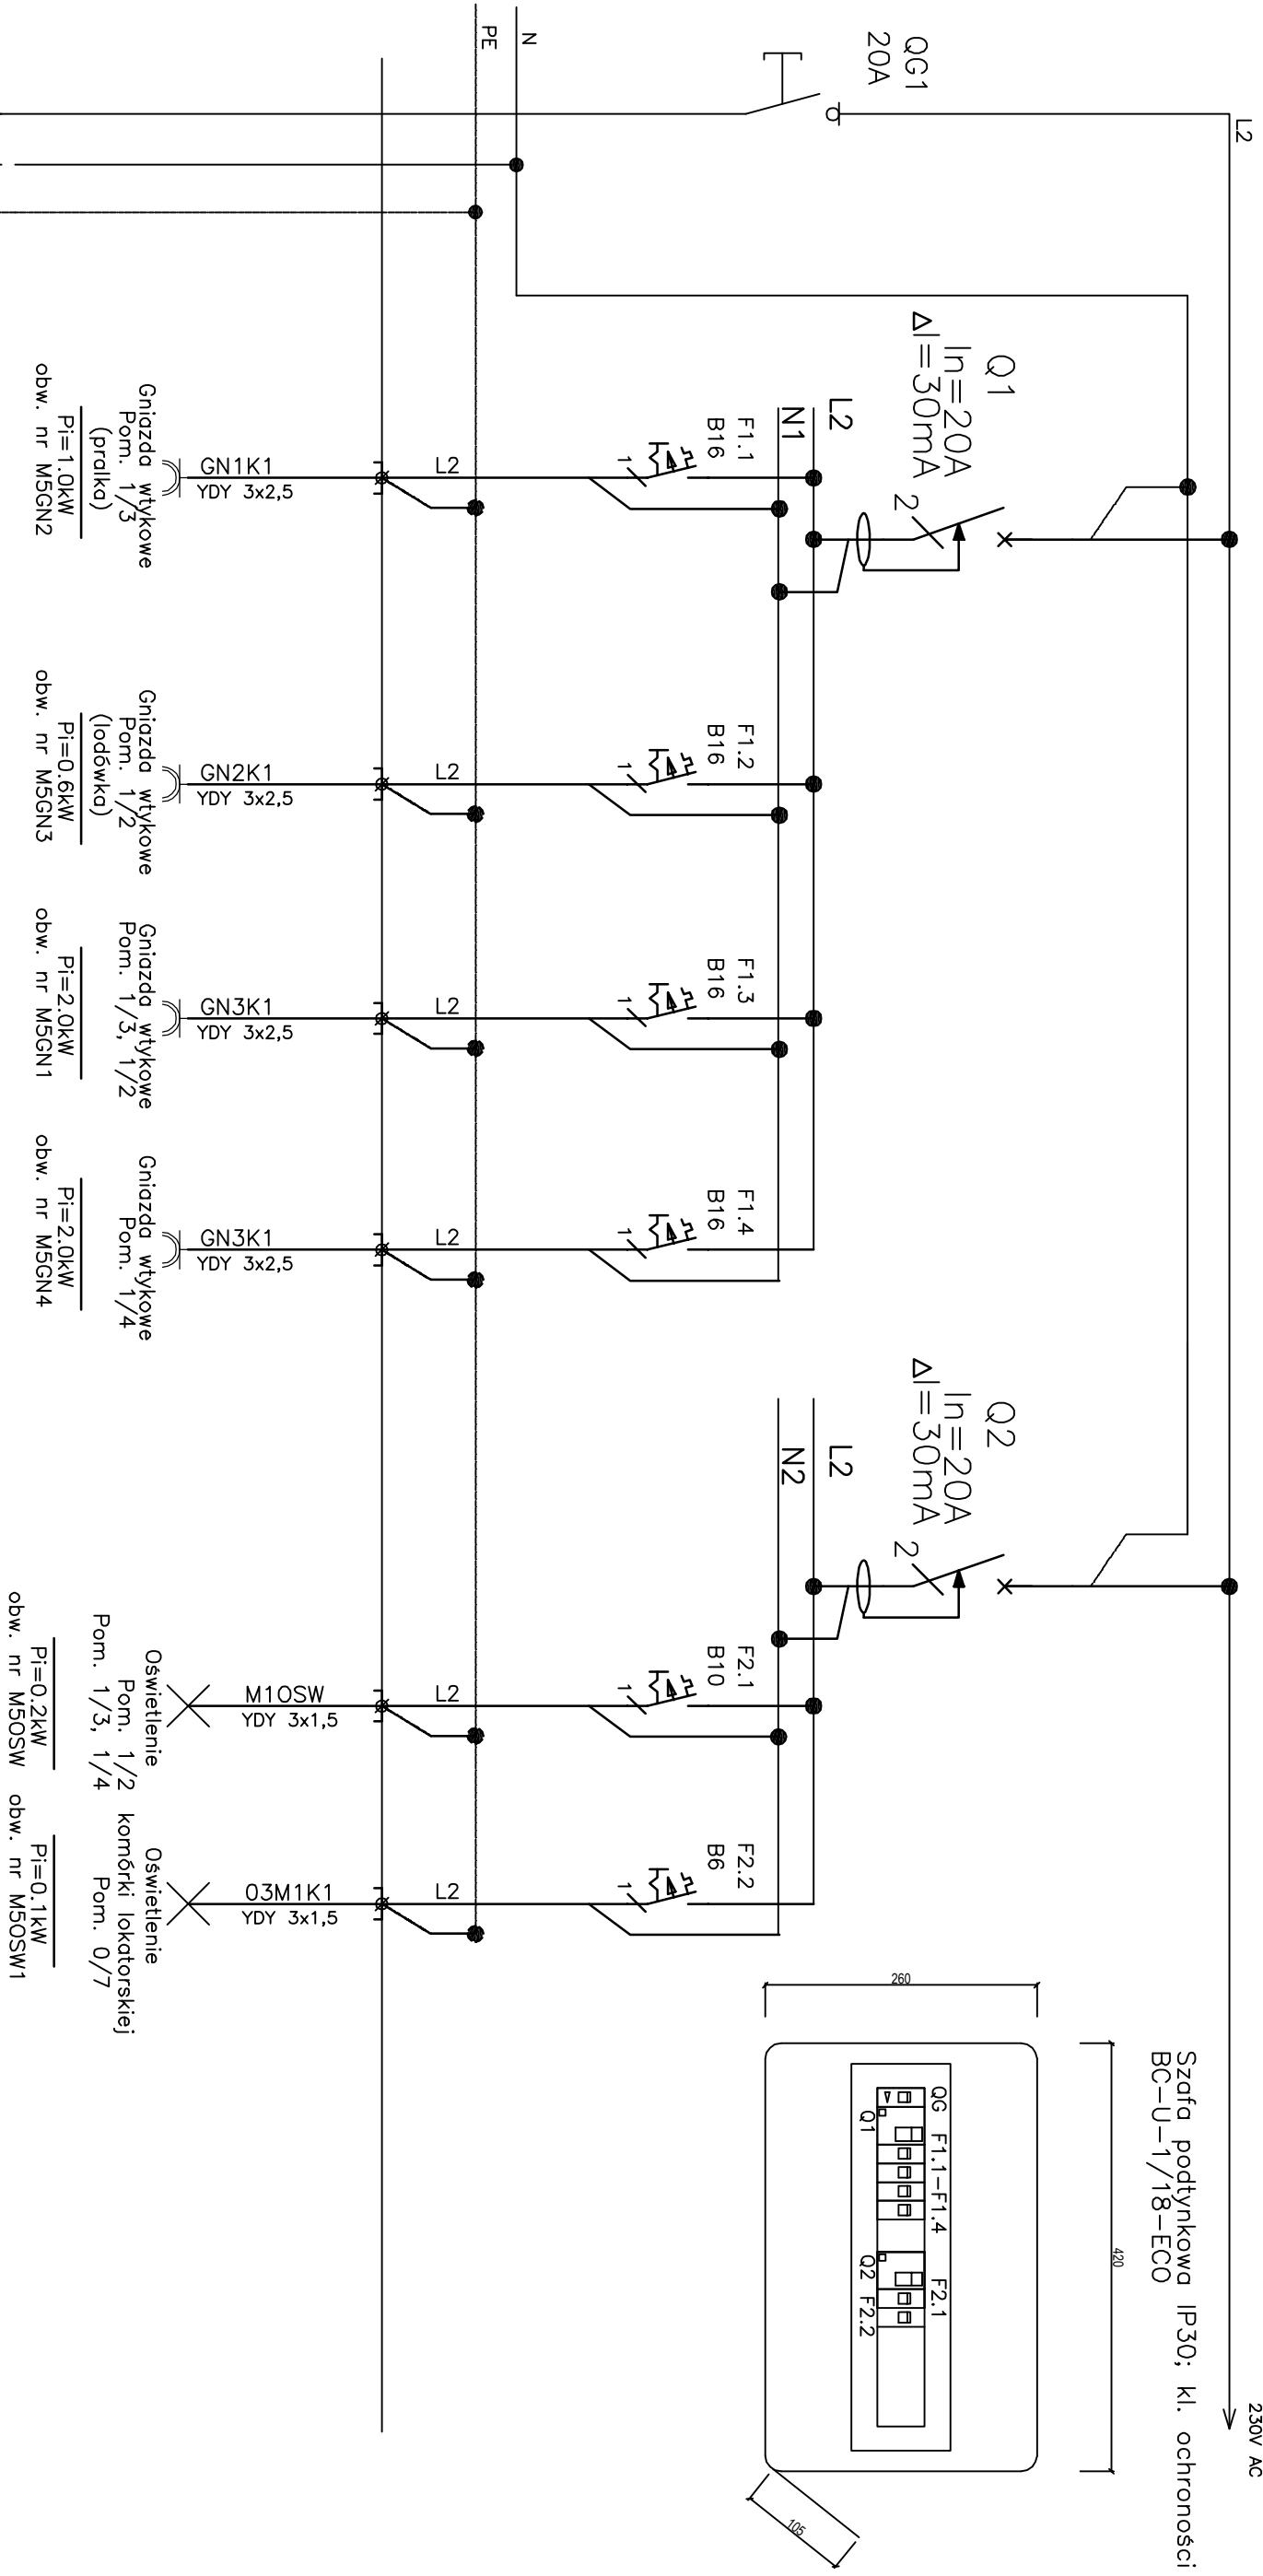 L2
230V AC
QG1
20A
N
PE
Q1
In=20A
ΔI=30mA
2
L2
N1
F1.1
B16
1
L2
GN1K1
YDY 3x2,5
Gniazda wtykowe
Pom. 1/3
(pralka)
Pi=1.0kW
obw. nr M5GN2
F1.2
B16
1
L2
GN2K1
YDY 3x2,5
Gniazda wtykowe
Pom. 1/2
(lodówka)
Pi=0.6kW
obw. nr M5GN3
F1.3
B16
1
L2
GN3K1
YDY 3x2,5
Gniazda wtykowe
Pom. 1/3, 1/2
Pi=2.0kW
obw. nr M5GN1
F1.4
B16
1
L2
GN3K1
YDY 3x2,5
Gniazda wtykowe
Pom. 1/4
Pi=2.0kW
obw. nr M5GN4
Q2
In=20A
ΔI=30mA
2
L2
N2
F2.1
B10
1
L2
M1OSW
YDY 3x1,5
Oświetlenie
Pom. 1/2
Pom. 1/3, 1/4
Pi=0.2kW
obw. nr M5OSW
F2.2
B6
1
L2
03M1K1
YDY 3x1,5
Oświetlenie
komórki lokatorskiej
Pom. 0/7
Pi=0.1kW
obw. nr M5OSW1
Szafa podtynkowa IP30; kl. ochroności
BC-U-1/18-ECO
420
260
105
QG F1.1-F1.4 F2.1
Q1 Q2 F2.2